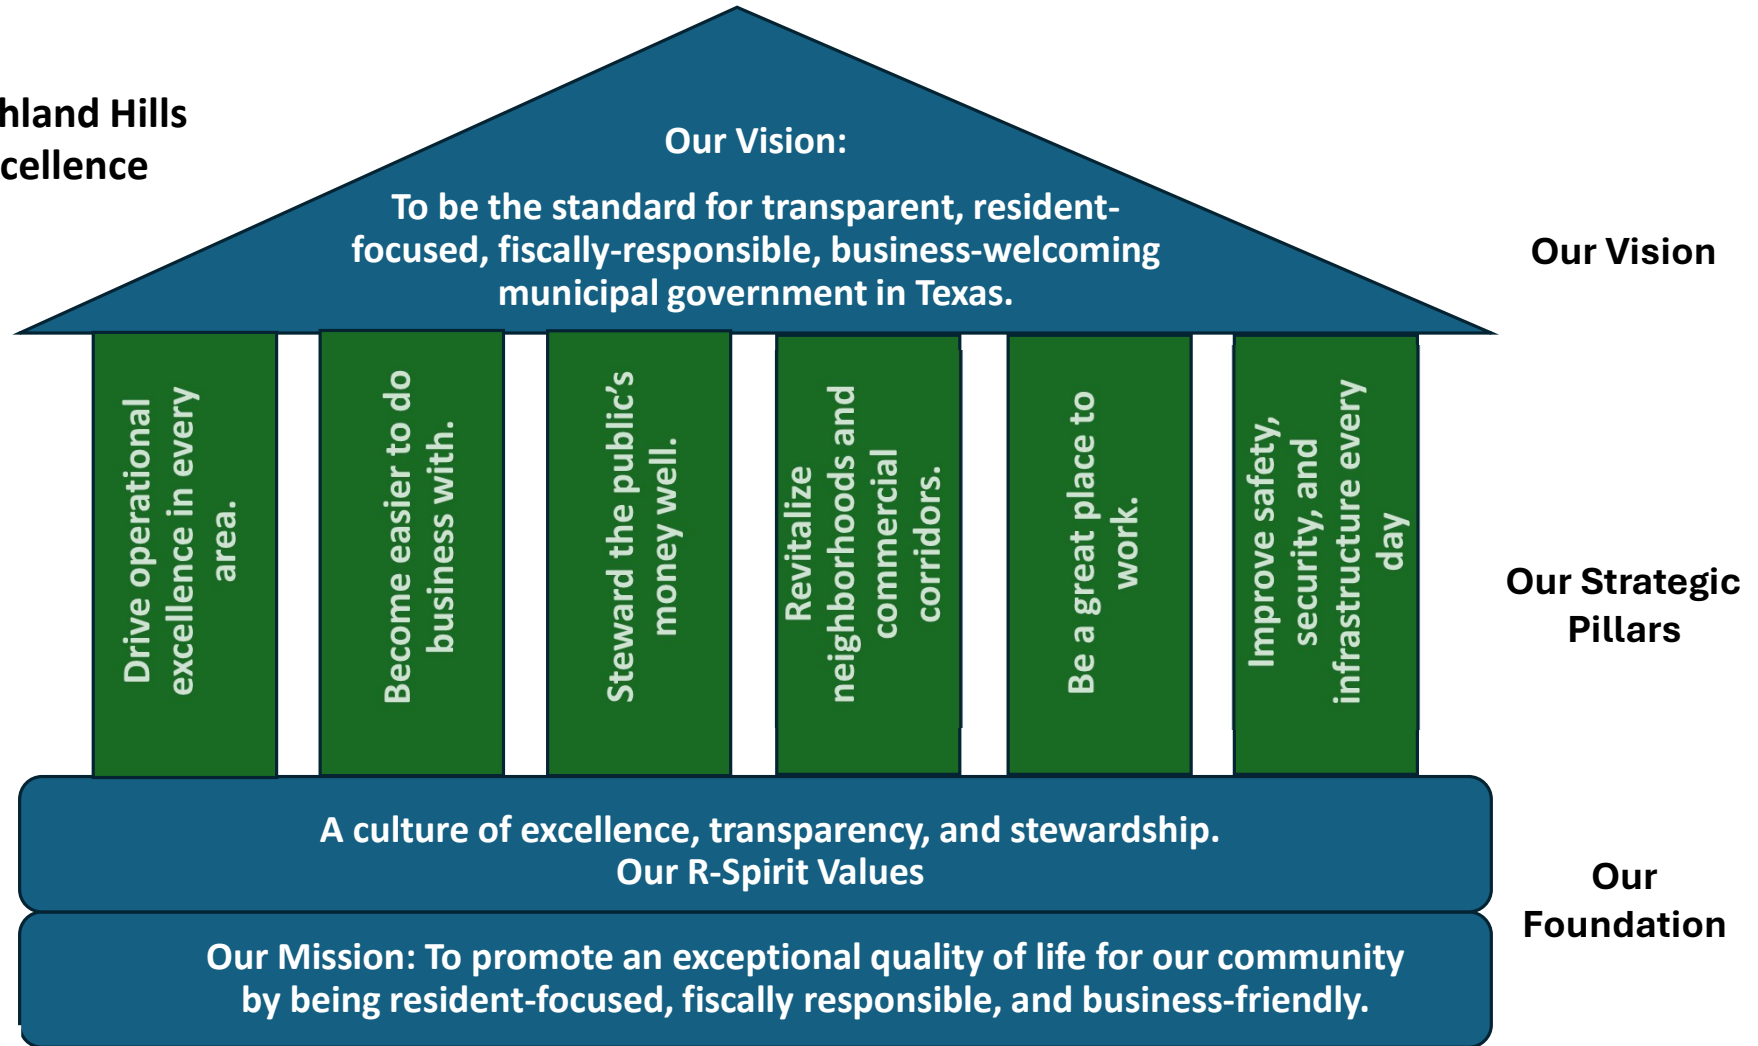 hland Hills
cellence
Our Vision:
To be the standard for transparent, resident-
focused, fiscally-responsible, business-welcoming
municipal government in Texas.
Our Vision
Drive operational
excellence in every
area.
Become easier to do
business with.
Steward the public’s
money well.
Revitalize
neighborhoods and
commercial
corridors.
Be a great place to
work.
Improve safety,
security, and
infrastructure every
day
Our Strategic
Pillars
A culture of excellence, transparency, and stewardship.
Our R-Spirit Values
Our
Foundation
Our Mission: To promote an exceptional quality of life for our community
by being resident-focused, fiscally responsible, and business-friendly.